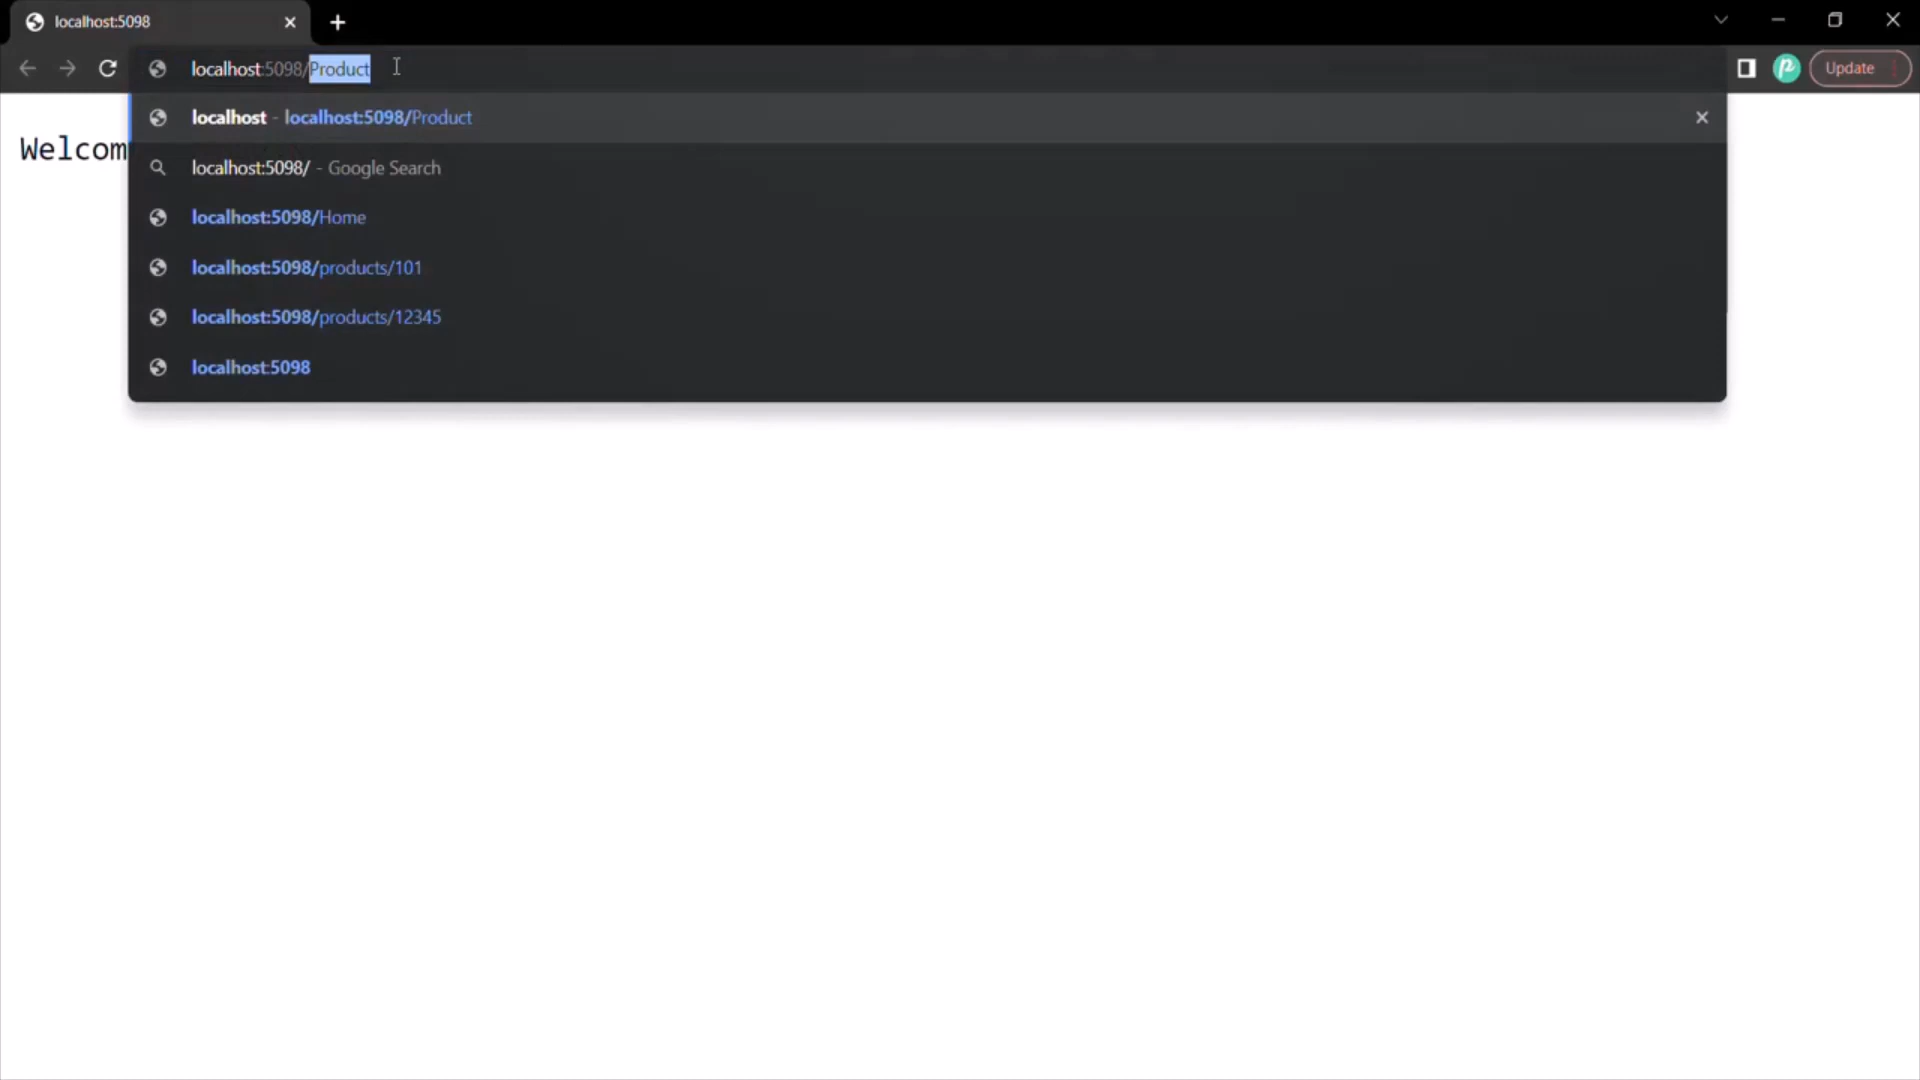 localhost:5098
localhost:5098/Product
Update
localhost - localhost:5098/Product
Welcom
localhost:5098/ - Google Search
localhost:5098/Home
localhost:5098/products/101
localhost:5098/products/12345
localhost:5098